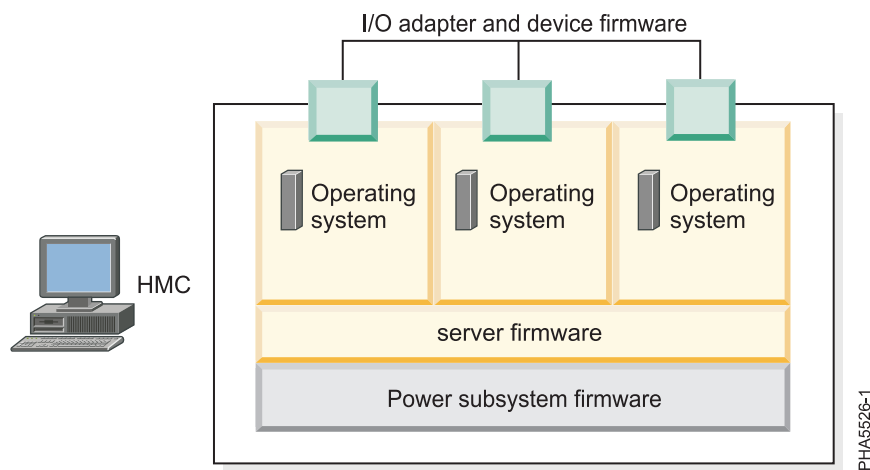 I/O adapter and device firmware
Operating
system
Operating
system
Operating
system
HMC
server firmware
Power subsystem firmware
PHA5526-1